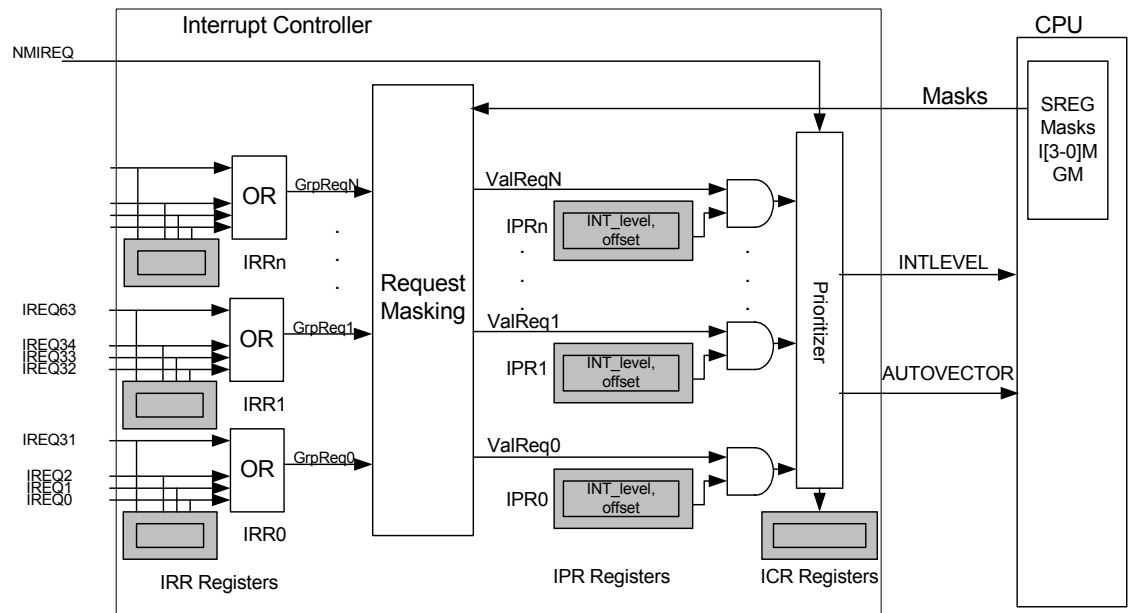 Interrupt Controller
CPU
NMIREQ
Masks
SREG
Masks
I[3-0]M
GM
OR
GrpReqN
ValReqN
INT_level,
offset
IPRn
IRRn
Request
Masking
Prioritizer
INTLEVEL
IREQ63
IREQ34
IREQ33
IREQ32
OR
GrpReq1
ValReq1
INT_level,
offset
IPR1
IRR1
AUTOVECTOR
IREQ31
IREQ2
IREQ1
IREQ0
OR
GrpReq0
ValReq0
INT_level,
offset
IPR0
IRR0
IRR Registers
IPR Registers
ICR Registers